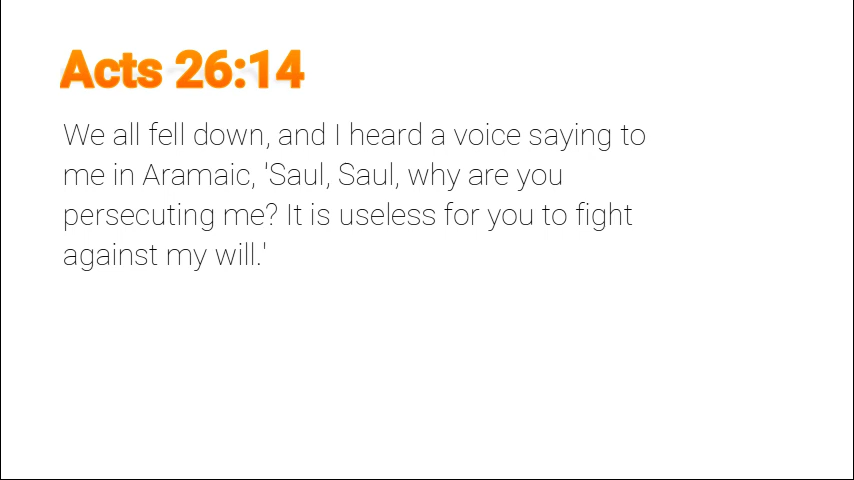 Acts 26:14
We all fell down, and I heard a voice saying to
me in Aramaic, 'Saul, Saul, why are you
persecuting me? It is useless for you to fight
against my will.'